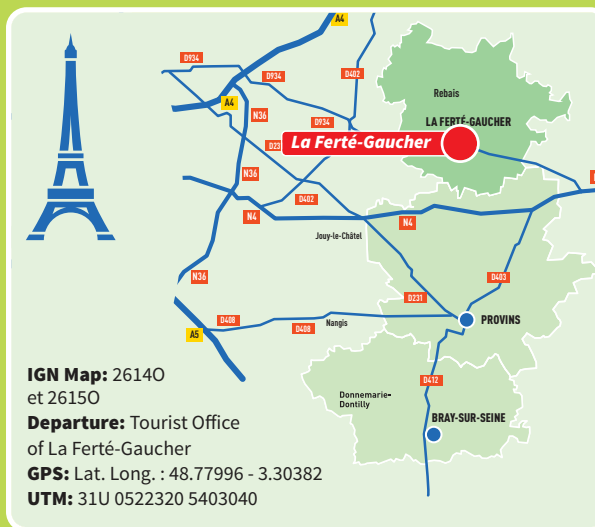 A4
D934
D934
D402
A4
Rebais
N36
D934
LA FERTÉ-GAUCHER
D23
La Ferté-Gaucher
N36
D402
N4
N4
Jouy-le-Châtel
N36
D403
D231
D408
D408
Nangis
PROVINS
A5
D412
Donnemarie-
Dontilly
BRAY-SUR-SEINE
IGN Map: 2614O
et 2615O
Departure: Tourist Office
of La Ferté-Gaucher
GPS: Lat. Long. : 48.77996 - 3.30382
UTM: 31U 0522320 5403040